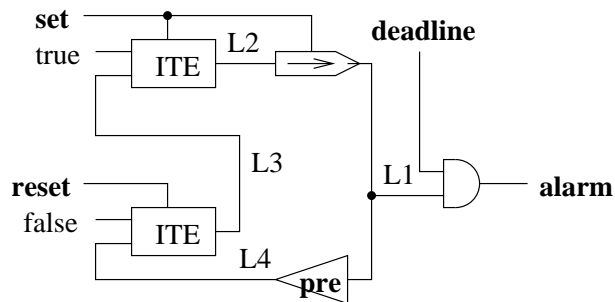 set
deadline
true
ITE
L2
L3
L1
reset
alarm
false
ITE
L4
pre